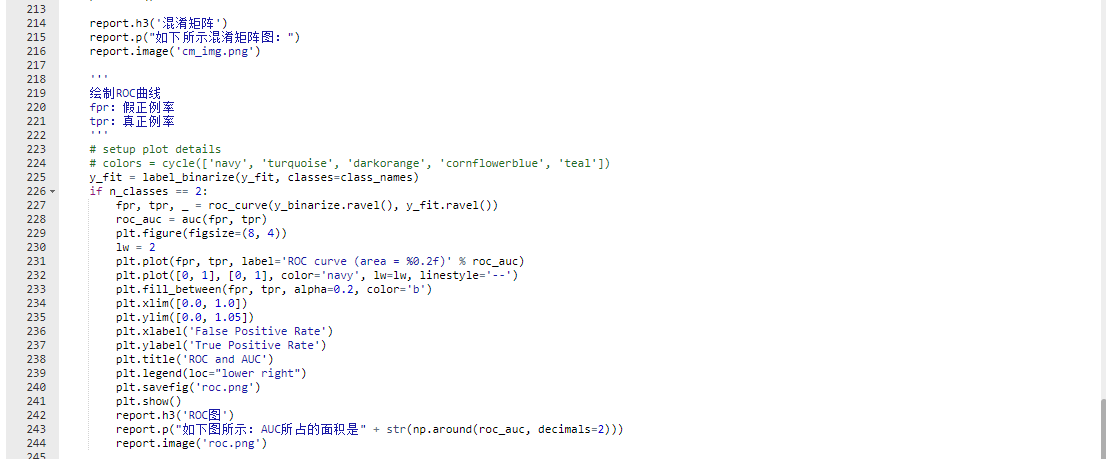 213
214 report.h3('混淆矩阵')
215 report.p("如下所示混淆矩阵图：")
216 report.image('cm_img.png')
217
218 '''
219 绘制ROC曲线
220 fpr：假正例率
221 tpr：真正例率
222 '''
223 # setup plot details
224 # colors = cycle(['navy', 'turquoise', 'darkorange', 'cornflowerblue', 'teal'])
225 y_fit = label_binarize(y_fit, classes=class_names)
226 if n_classes == 2:
227 fpr, tpr, _ = roc_curve(y_binarize.ravel(), y_fit.ravel())
228 roc_auc = auc(fpr, tpr)
229 plt.figure(figsize=(8, 4))
230 lw = 2
231 plt.plot(fpr, tpr, label='ROC curve (area = %0.2f)' % roc_auc)
232 plt.plot([0, 1], [0, 1], color='navy', lw=lw, linestyle='--')
233 plt.fill_between(fpr, tpr, alpha=0.2, color='b')
234 plt.xlim([0.0, 1.0])
235 plt.ylim([0.0, 1.05])
236 plt.xlabel('False Positive Rate')
237 plt.ylabel('True Positive Rate')
238 plt.title('ROC and AUC')
239 plt.legend(loc="lower right")
240 plt.savefig('roc.png')
241 plt.show()
242 report.h3('ROC图')
243 report.p("如下图所示：AUC所占的面积是" + str(np.around(roc_auc, decimals=2)))
244 report.image('roc.png')
245